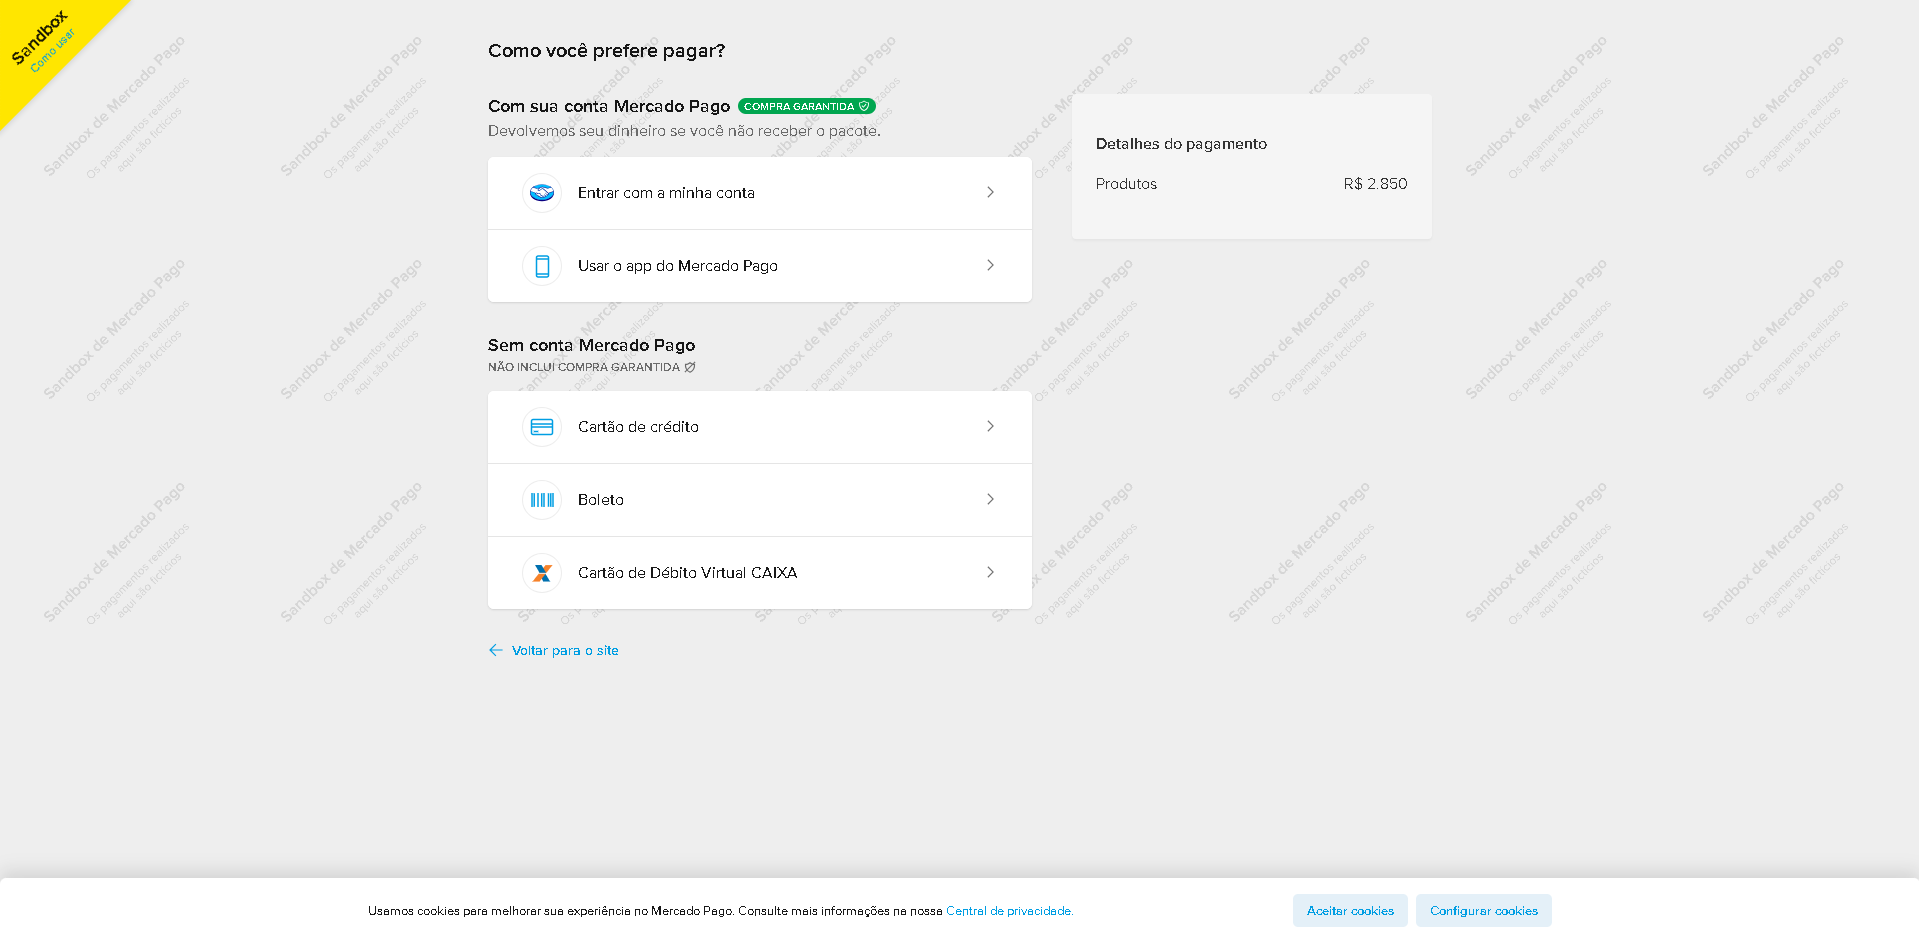 Sandbox
Como usar
Como você prefere pagar?
Com sua conta Mercado Pago COMPRA GARANTIDA
Devolvemos seu dinheiro se você não receber o pacote.
Entrar com a minha conta
Usar o app do Mercado Pago
Sem conta Mercado Pago
NÃO INCLUI COMPRA GARANTIDA
Cartão de crédito
Boleto
Cartão de Débito Virtual CAIXA
Voltar para o site
Detalhes do pagamento
Produtos R$ 2.850
Sandbox de Mercado Pago
Os pagamentos realizados
aqui são fictícios
Usamos cookies para melhorar sua experiência no Mercado Pago. Consulte mais informações na nossa Central de privacidade.
Aceitar cookies
Configurar cookies